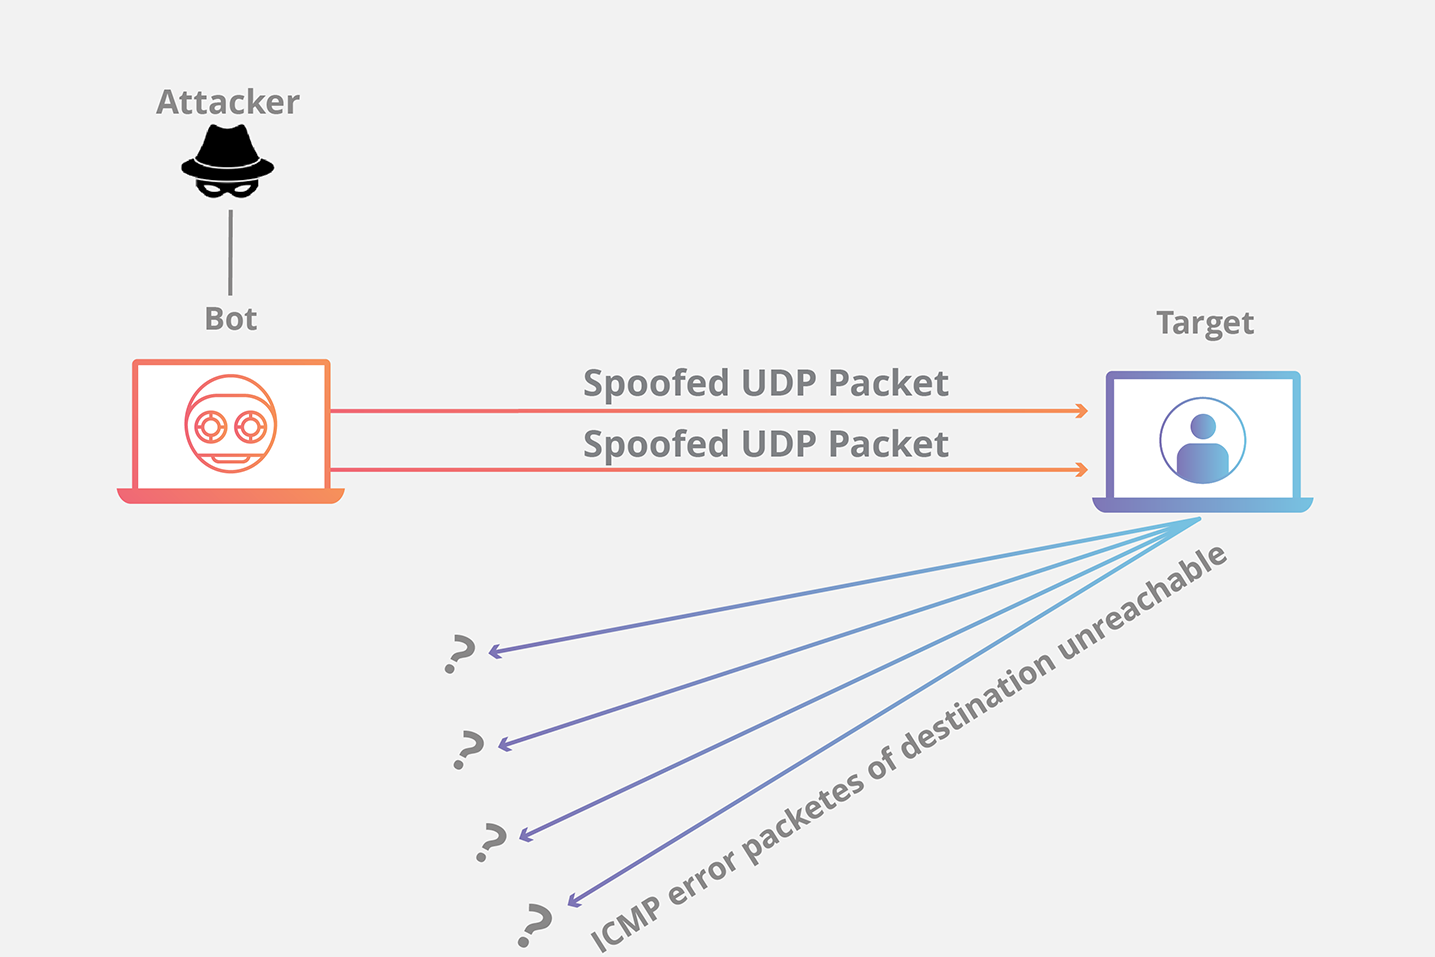 Attacker
Bot
Target
Spoofed UDP Packet
Spoofed UDP Packet
?
?
?
?
ICMP error packetes of destination unreachable